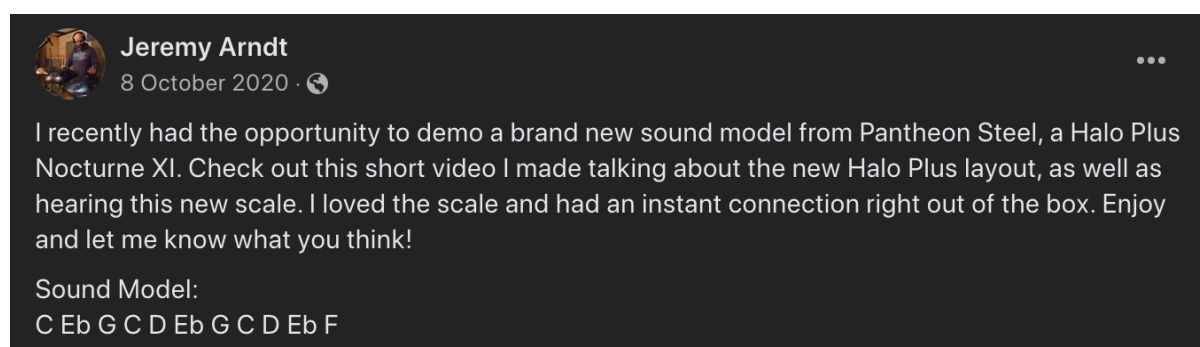 Jeremy Arndt
8 October 2020 ·
I recently had the opportunity to demo a brand new sound model from Pantheon Steel, a Halo Plus
Nocturne XI. Check out this short video I made talking about the new Halo Plus layout, as well as
hearing this new scale. I loved the scale and had an instant connection right out of the box. Enjoy
and let me know what you think!
Sound Model:
C Eb G C D Eb G C D Eb F